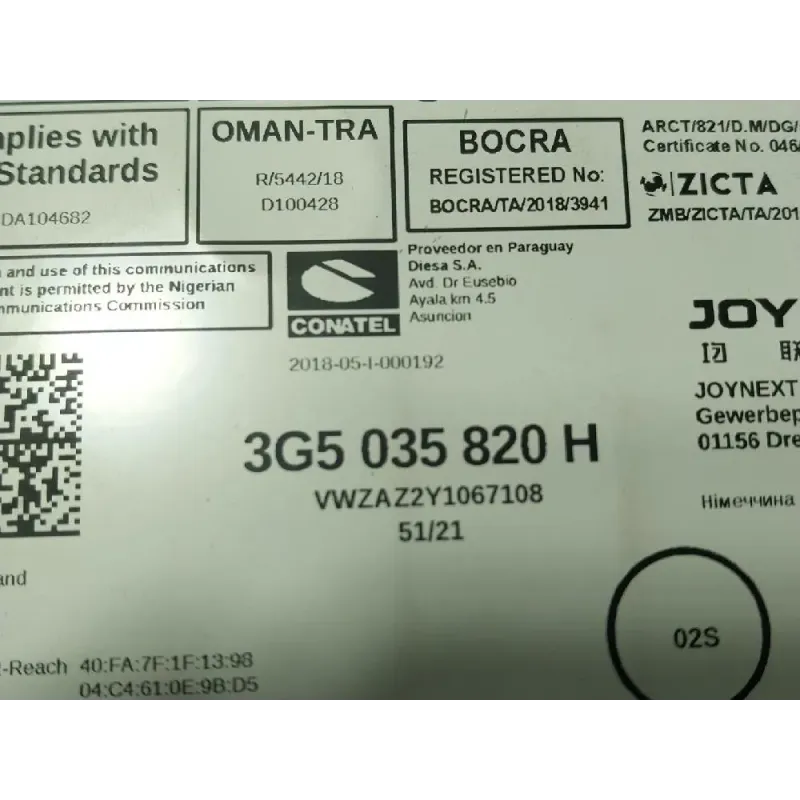 mplies with
Standards
DA104682
OMAN-TRA
R/5442/18
D100428
BOCRA
REGISTERED No:
BOCRA/TA/2018/3941
ARCT/821/D.M/DG/
Certificate No. 046/
ZICTA
ZMB/ZICTA/TA/201
and use of this communications
nt is permitted by the Nigerian
mmunications Commission
CONATEL
2018-05-I-000192
Proveedor en Paraguay
Diesa S.A.
Avd. Dr Eusebio
Ayala km 4.5
Asuncion
JOY
JOYNEXT
Gewerbep
01156 Dre
Німеччина
3G5 035 820 H
VWZAZ2Y1067108
51/21
and
-Reach 40:FA:7F:1F:13:98
04:C4:61:0E:9B:D5
02S